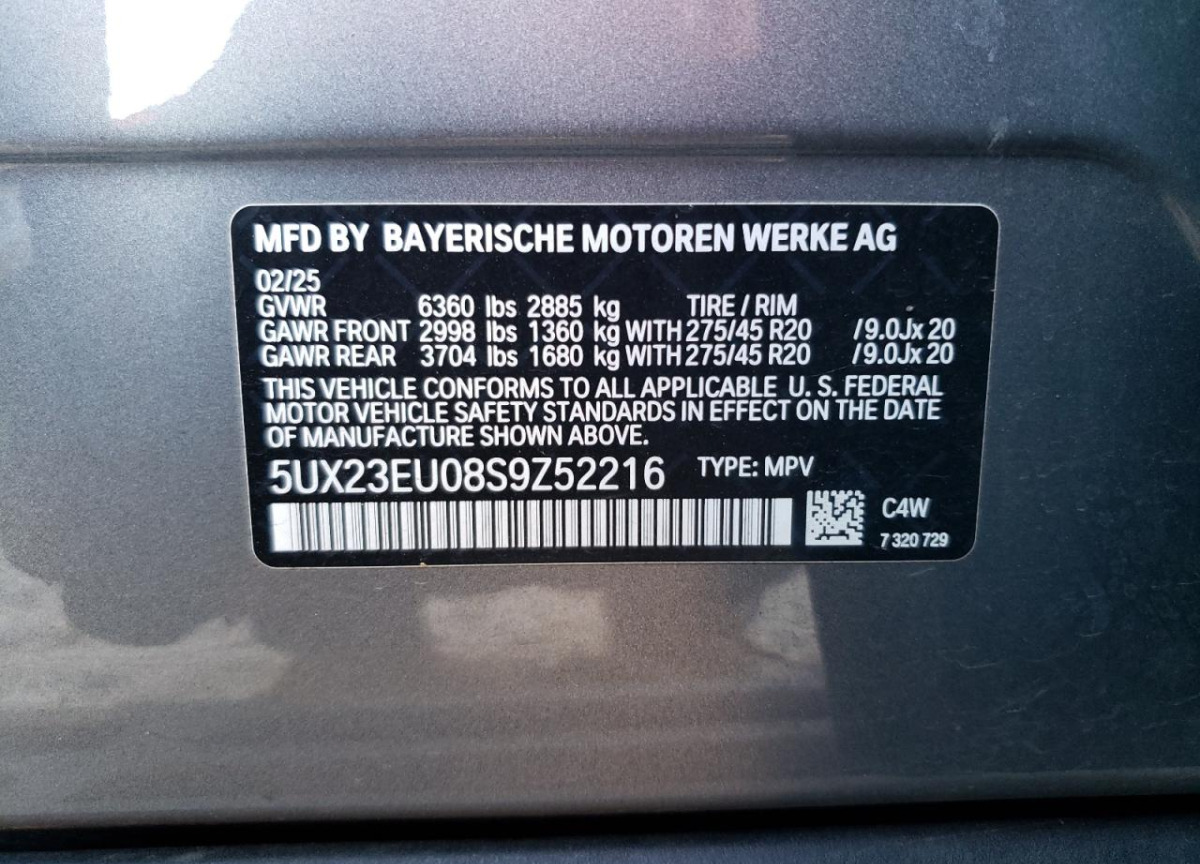 MFD BY BAYERISCHE MOTOREN WERKE AG
02/25
GVWR 6360 lbs 2885 kg TIRE / RIM
GAWR FRONT 2998 lbs 1360 kg WITH 275/45 R20 /9.0Jx 20
GAWR REAR 3704 lbs 1680 kg WITH 275/45 R20 /9.0Jx 20
THIS VEHICLE CONFORMS TO ALL APPLICABLE U. S. FEDERAL
MOTOR VEHICLE SAFETY STANDARDS IN EFFECT ON THE DATE
OF MANUFACTURE SHOWN ABOVE.
5UX23EU08S9Z52216 TYPE: MPV
C4W
7 320 729